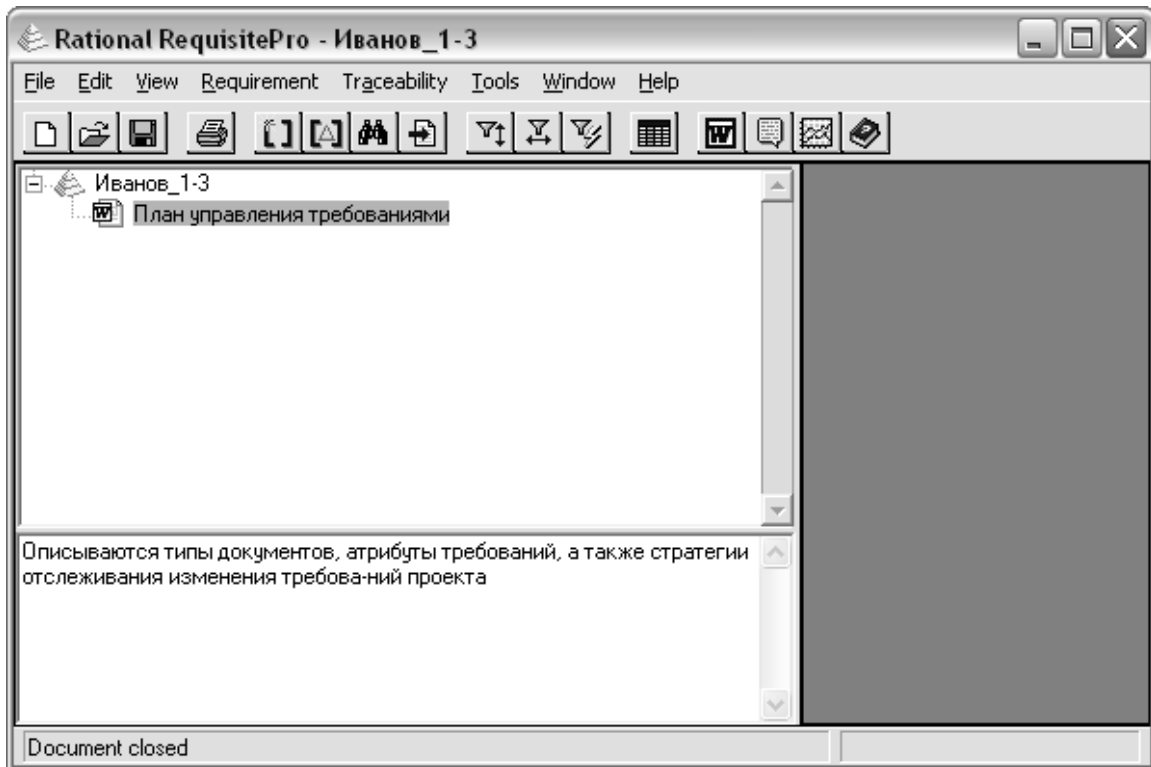 Rational RequisitePro - Иванов_1-3
File Edit View Requirement Traceability Tools Window Help
Иванов_1-3
План управления требованиями
Описываются типы документов, атрибуты требований, а также стратегии
отслеживания изменения требова-ний проекта
Document closed